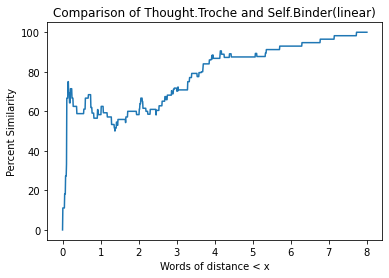 Comparison of Thought.Troche and Self.Binder(linear)
Percent Similarity
100
80
60
40
20
0
0 1 2 3 4 5 6 7 8
Words of distance < x